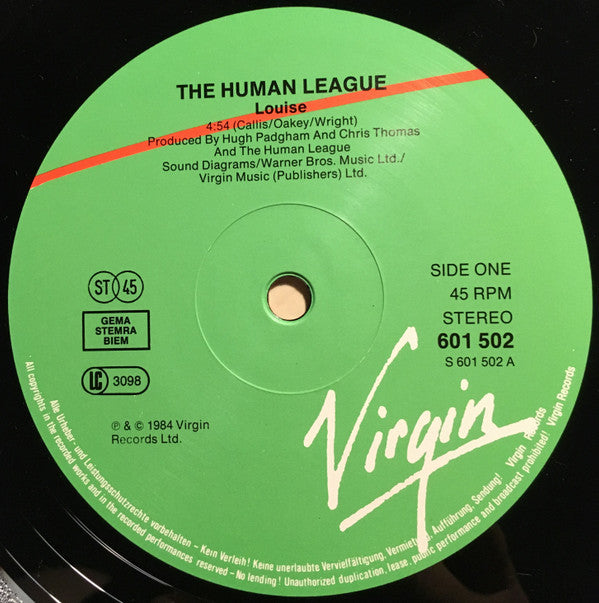 THE HUMAN LEAGUE
Louise
4:54 (Callis/Oakey/Wright)
Produced By Hugh Padgham And Chris Thomas
And The Human League
Sound Diagrams/Warner Bros. Music Ltd./
Virgin Music (Publishers) Ltd.
ST 45
GEMA
STEMRA
BIEM
LC 3098
℗ & © 1984 Virgin
Records Ltd.
SIDE ONE
45 RPM
STEREO
601 502
S 601 502 A
Virgin
Alle Urheber- und Leistungsschutzrechte vorbehalten – Kein Verleih! Keine unerlaubte Vervielfältigung, Vermietung, Aufführung, Sendung! Virgin Records
All copyrights in the recorded works and in the recorded performances reserved – No lending! Unauthorized duplication, lease, public performance and broadcast prohibited! Virgin Records